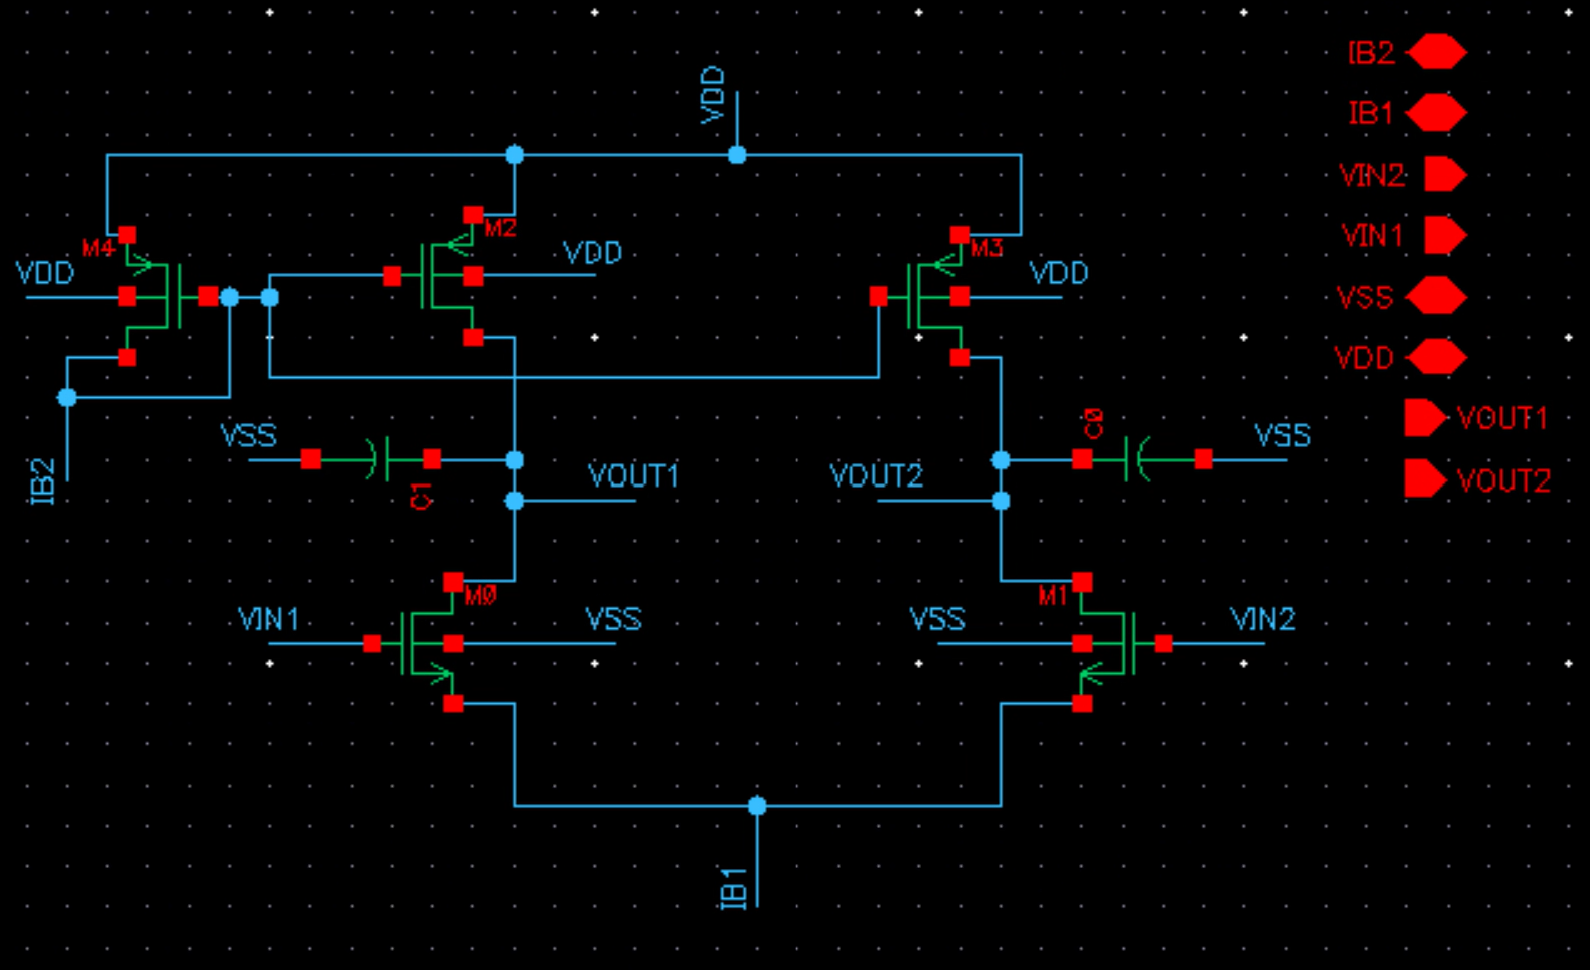 VDD
IB2
IB1
VIN2
VIN1
VSS
VDD
VOUT1
VOUT2
M4
VDD
M2
VDD
M3
VDD
IB2
VSS
C1
VOUT1
VOUT2
C0
VSS
VIN1
M0
VSS
VSS
M1
VIN2
IB1